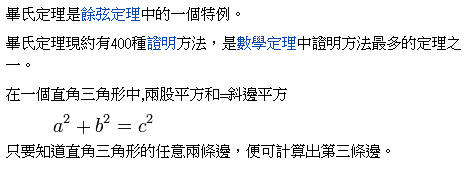 畢氏定理是餘弦定理中的一個特例。
畢氏定理現約有400種證明方法，是數學定理中證明方法最多的定理之
一。
在一個直角三角形中,兩股平方和=斜邊平方
a² + b² = c²
只要知道直角三角形的任意兩條邊，便可計算出第三條邊。